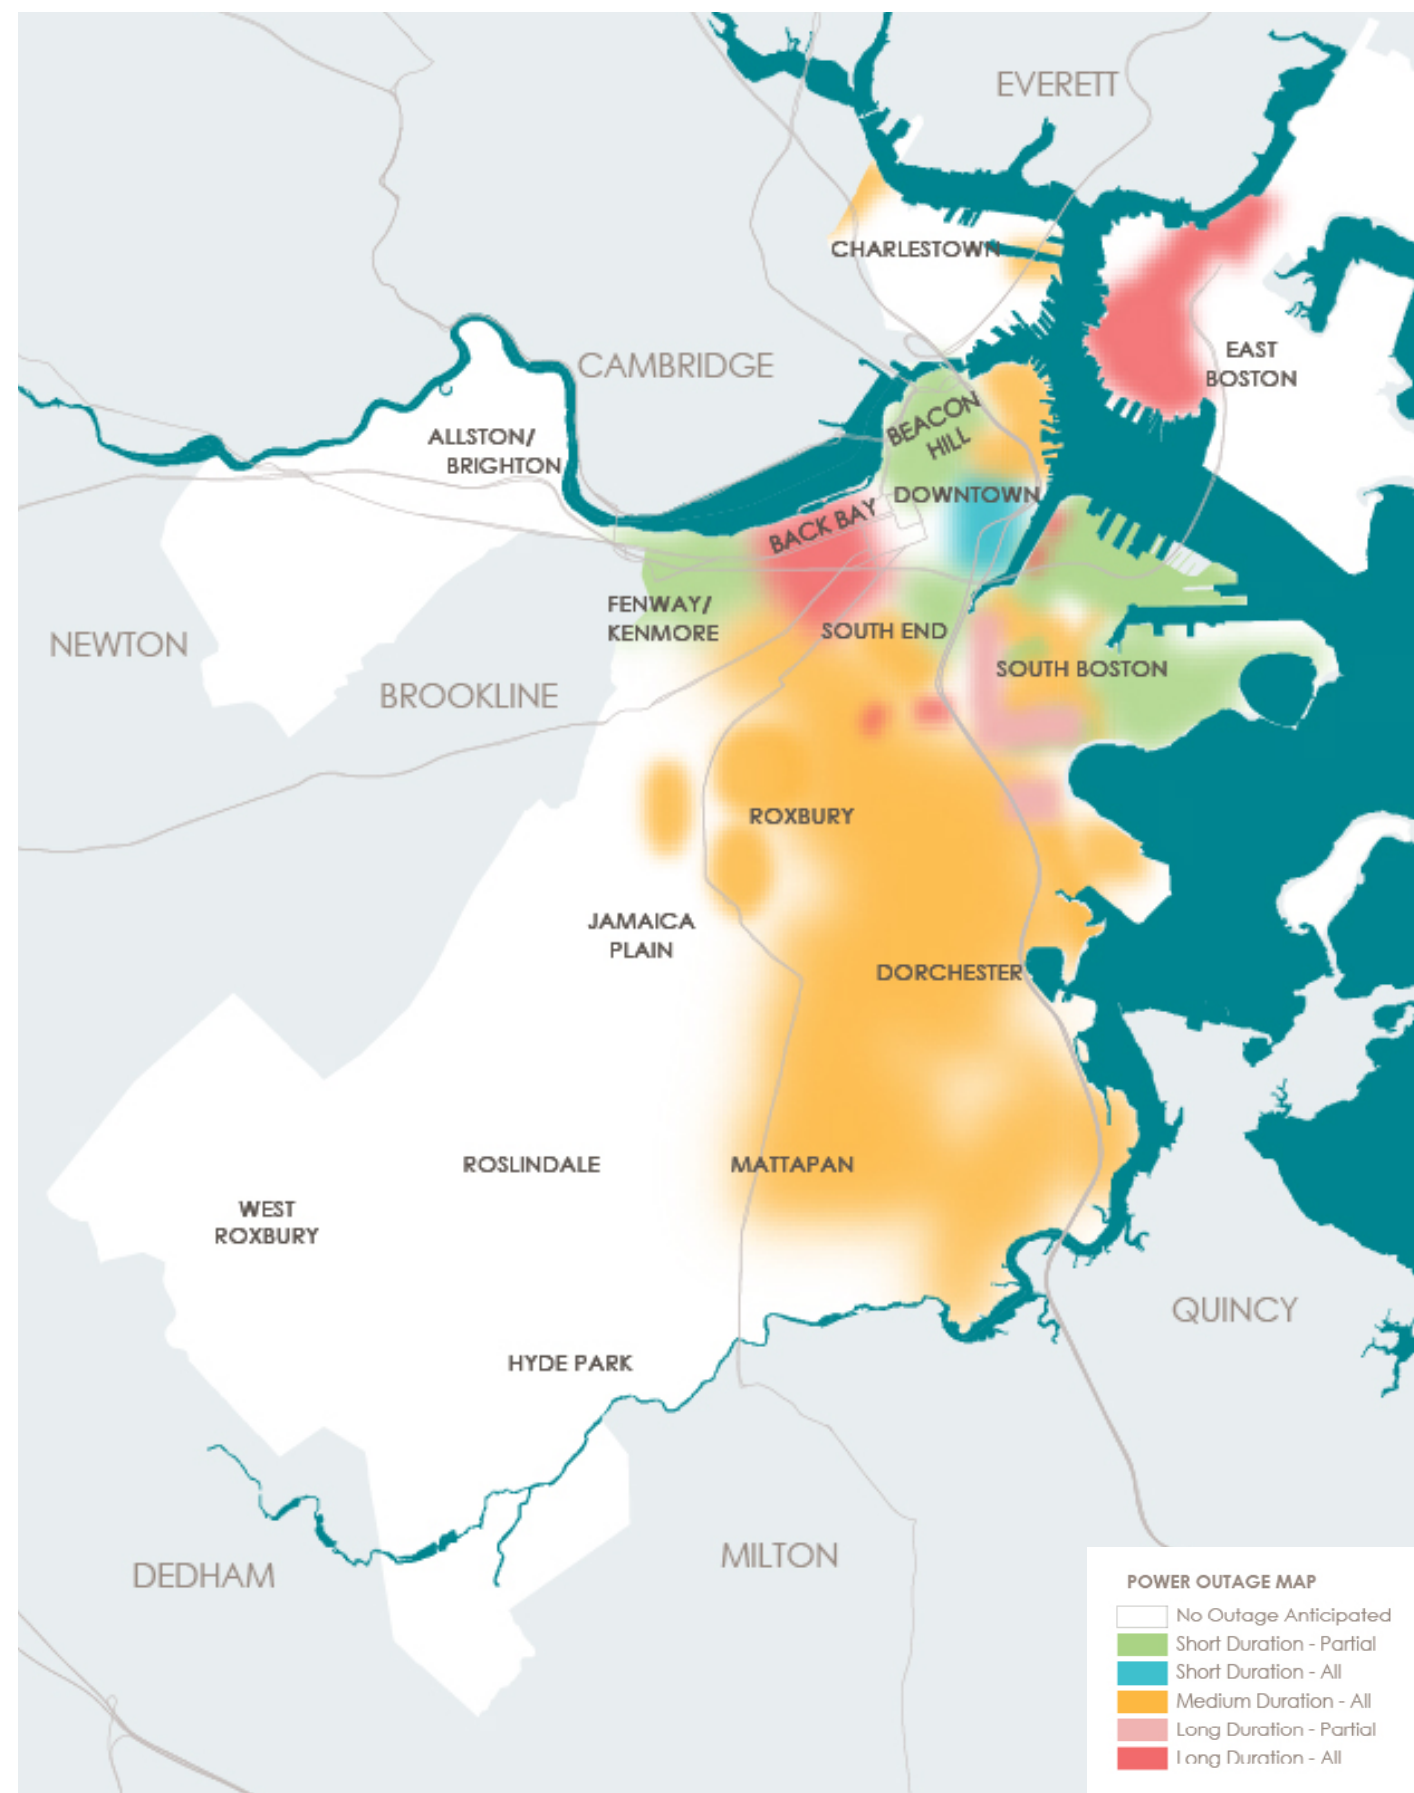 EVERETT
CHARLESTOWN
EAST
BOSTON
CAMBRIDGE
BEACON
HILL
ALLSTON/
BRIGHTON
DOWNTOWN
BACK BAY
FENWAY/
KENMORE
SOUTH END
NEWTON
SOUTH BOSTON
BROOKLINE
ROXBURY
JAMAICA
PLAIN
DORCHESTER
ROSLINDALE
MATTAPAN
WEST
ROXBURY
QUINCY
HYDE PARK
DEDHAM
MILTON
POWER OUTAGE MAP
No Outage Anticipated
Short Duration - Partial
Short Duration - All
Medium Duration - All
Long Duration - Partial
Long Duration - All